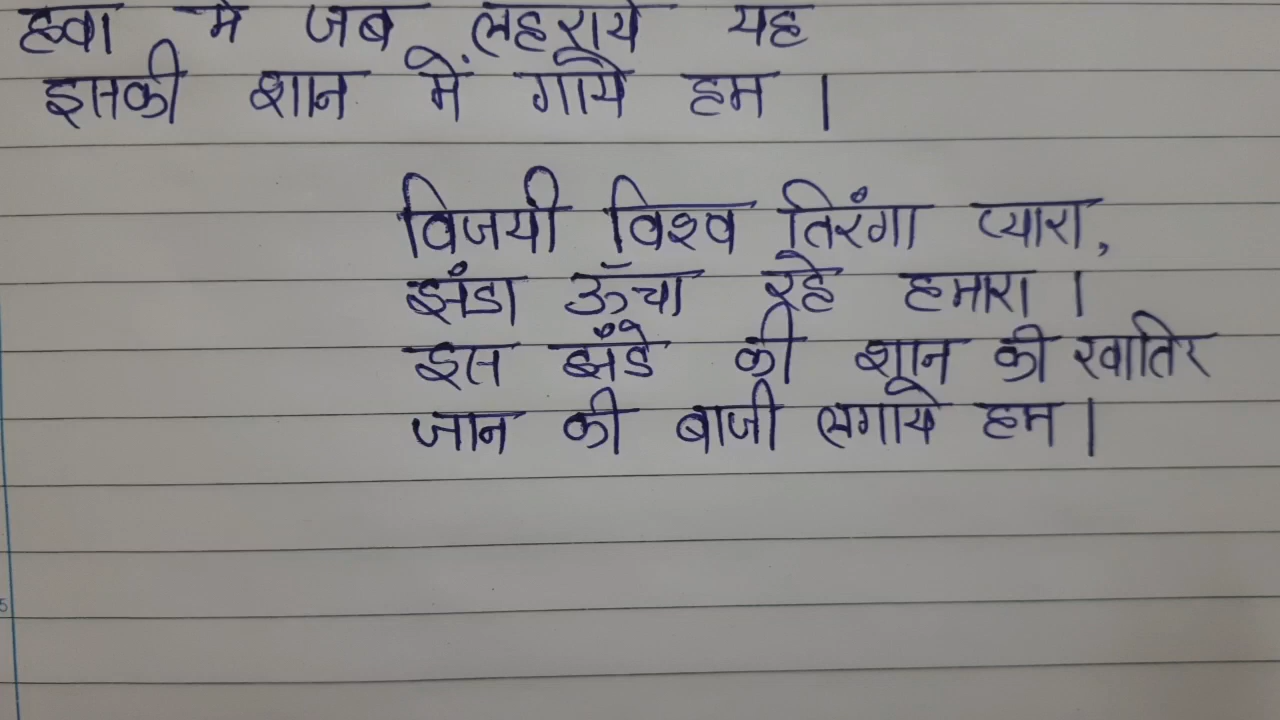 हवा में जब लहराये यह
इसकी शान में गाये हम ।
विजयी विश्व तिरंगा प्यारा,
झंडा ऊँचा रहे हमारा ।
इस झँडे की शान की खातिर
जान की बाजी लगाये हम ।